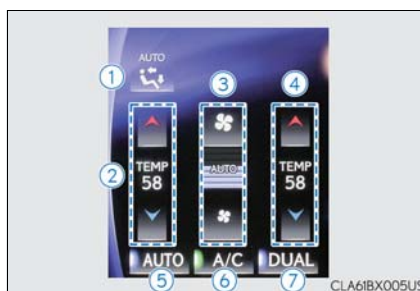 AUTO
1
3
4
2
TEMP
58
AUTO
TEMP
58
AUTO
A/C
DUAL
5
6
7
CLA61BX005US